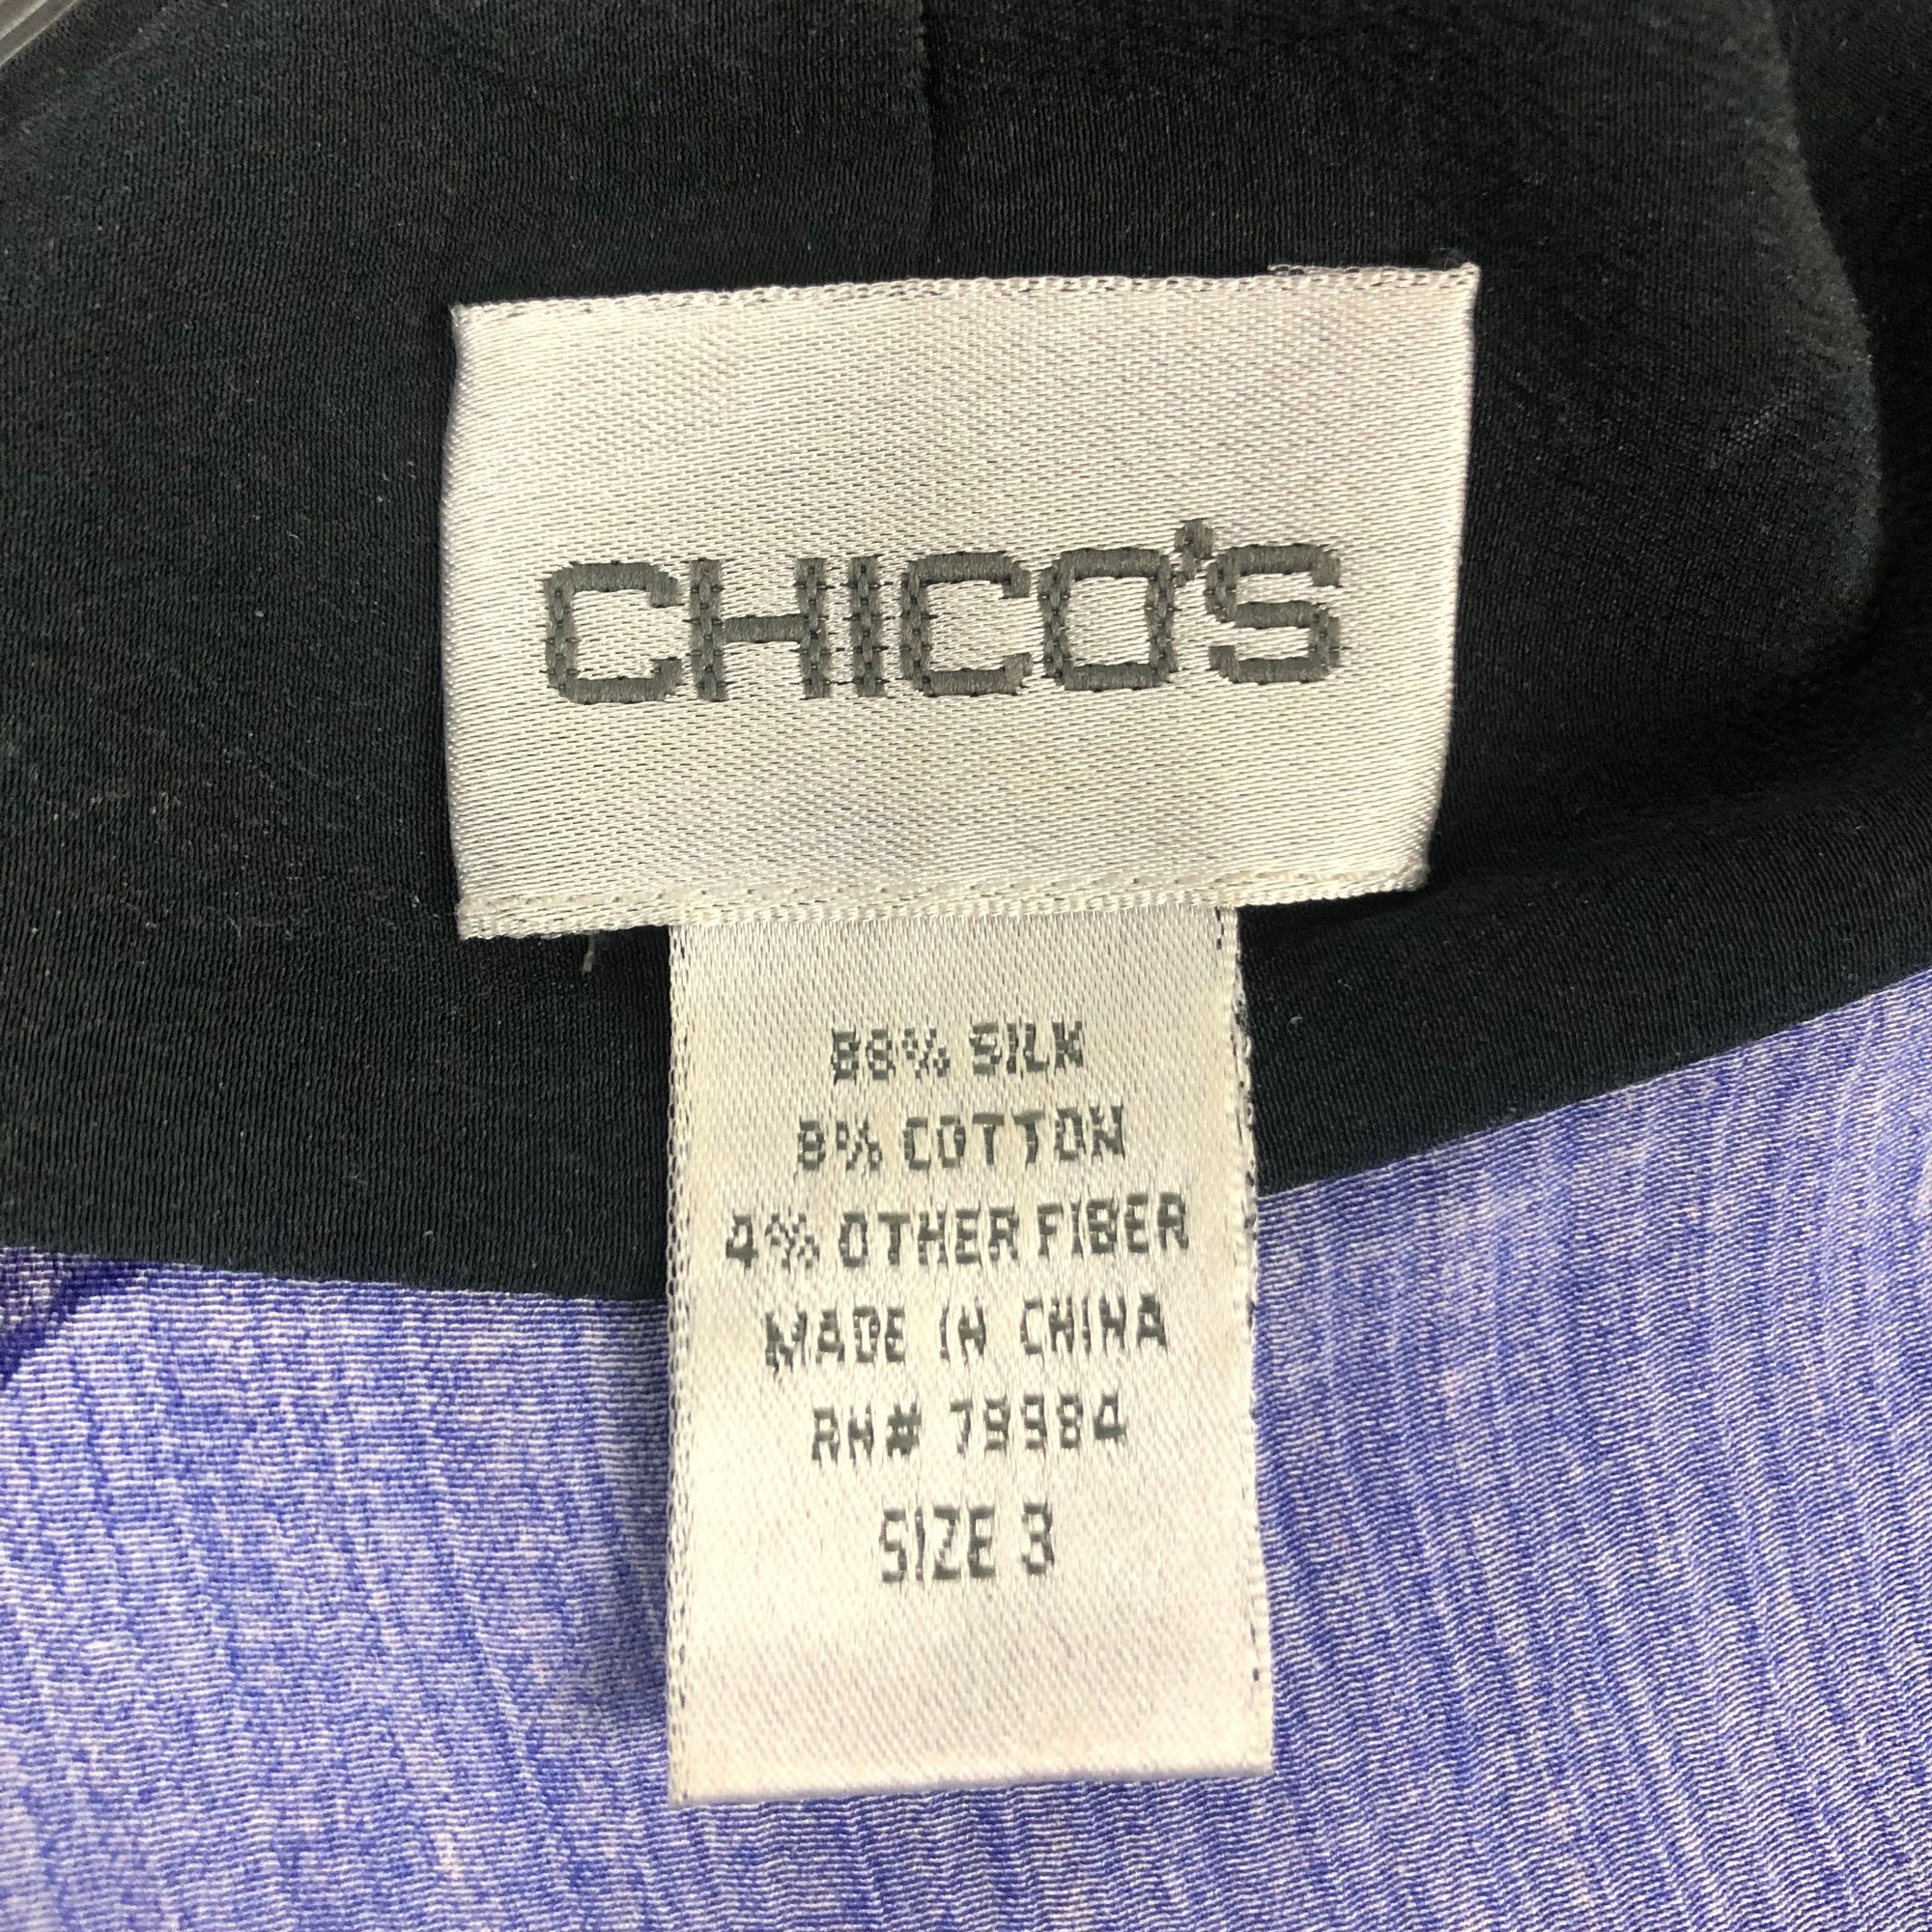 CHICO'S
88% SILK
8% COTTON
4% OTHER FIBER
MADE IN CHINA
RN# 79984
SIZE 3